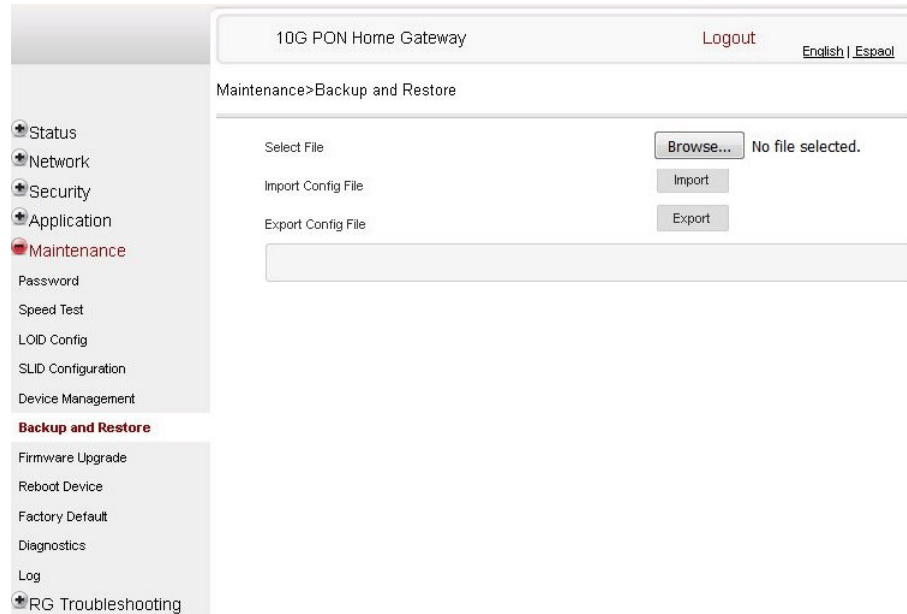 10G PON Home Gateway
Logout
English | Espaol
Maintenance>Backup and Restore
Status
Network
Security
Application
Maintenance
Password
Speed Test
LOID Config
SLID Configuration
Device Management
Backup and Restore
Firmware Upgrade
Reboot Device
Factory Default
Diagnostics
Log
RG Troubleshooting
Select File
Browse... No file selected.
Import Config File
Import
Export Config File
Export